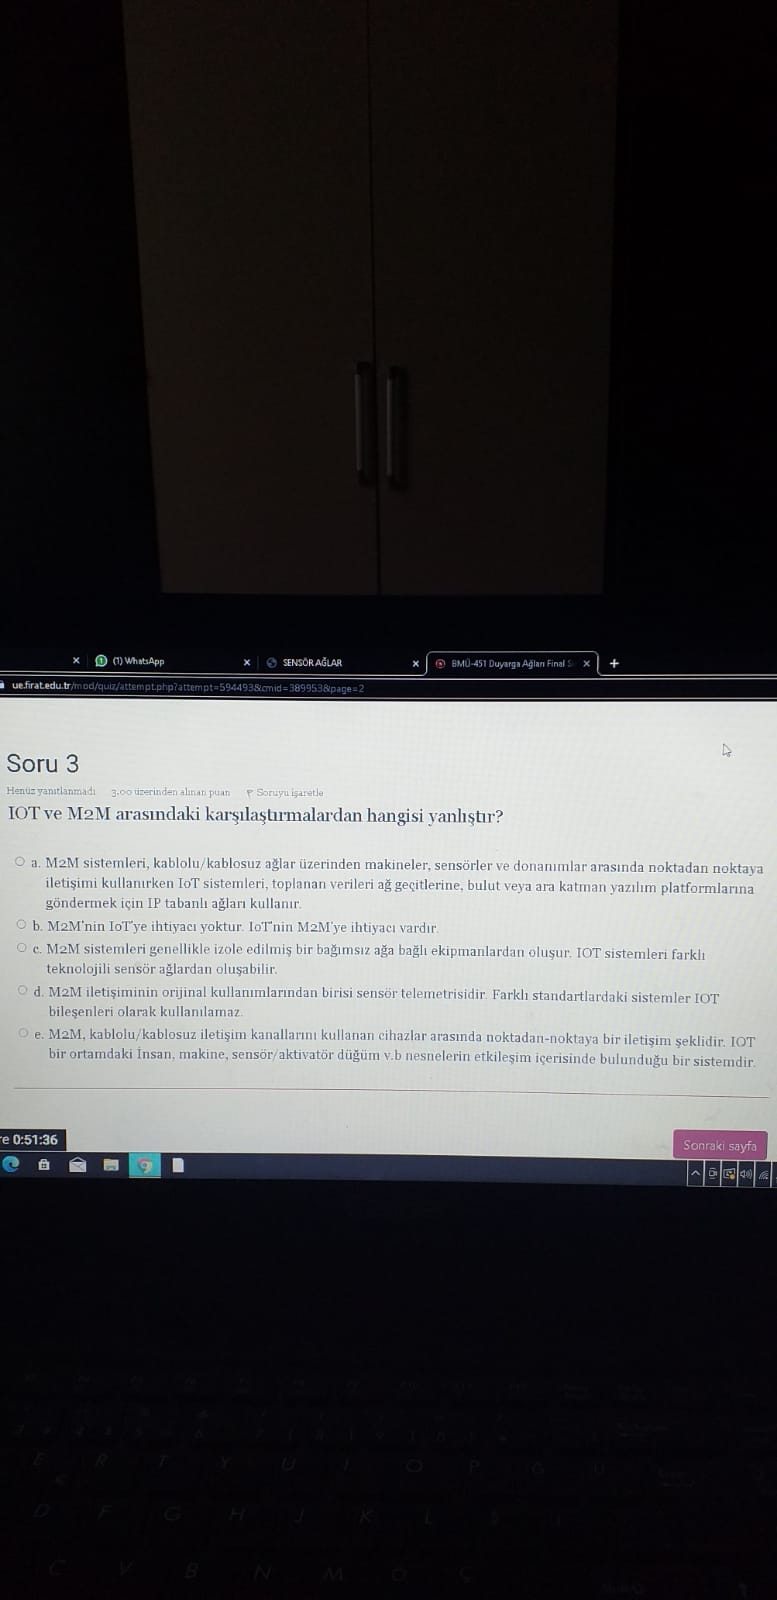 (1) WhatsApp
SENSÖR AĞLAR
BMÜ-451 Duyarga Ağları Final S
ue.firat.edu.tr/mod/quiz/attempt.php?attempt=594493&cmid=389953&page=2
Soru 3
Henüz yanıtlanmadı 3,00 üzerinden alınan puan Soruyu işaretle
IOT ve M2M arasındaki karşılaştırmalardan hangisi yanlıştır?
a. M2M sistemleri, kablolu/kablosuz ağlar üzerinden makineler, sensörler ve donanımlar arasında noktadan noktaya
iletişimi kullanırken IoT sistemleri, toplanan verileri ağ geçitlerine, bulut veya ara katman yazılım platformlarına
göndermek için IP tabanlı ağları kullanır.
b. M2M'nin IoT'ye ihtiyacı yoktur. IoT'nin M2M'ye ihtiyacı vardır.
c. M2M sistemleri genellikle izole edilmiş bir bağımsız ağa bağlı ekipmanlardan oluşur. IOT sistemleri farklı
teknolojili sensör ağlardan oluşabilir.
d. M2M iletişiminin orijinal kullanımlarından birisi sensör telemetrisidir. Farklı standartlardaki sistemler IOT
bileşenleri olarak kullanılamaz.
e. M2M, kablolu/kablosuz iletişim kanallarını kullanan cihazlar arasında noktadan-noktaya bir iletişim şeklidir. IOT
bir ortamdaki İnsan, makine, sensör/aktivatör düğüm v.b nesnelerin etkileşim içerisinde bulunduğu bir sistemdir.
re 0:51:36
Sonraki sayfa
E R T Y U I O P Ğ Ü
D F G H J K L
C V B N M Ö Ç